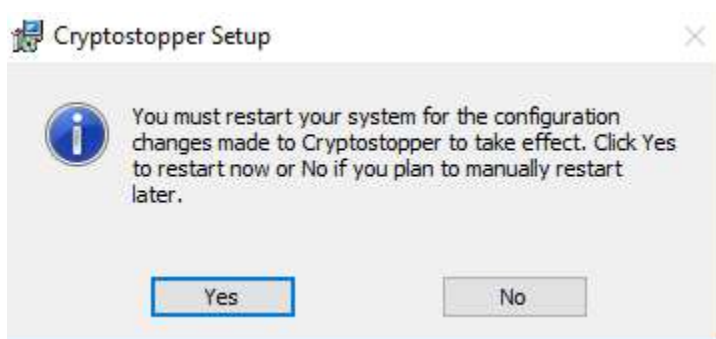 Cryptostopper Setup
You must restart your system for the configuration
changes made to Cryptostopper to take effect. Click Yes
to restart now or No if you plan to manually restart
later.
Yes No